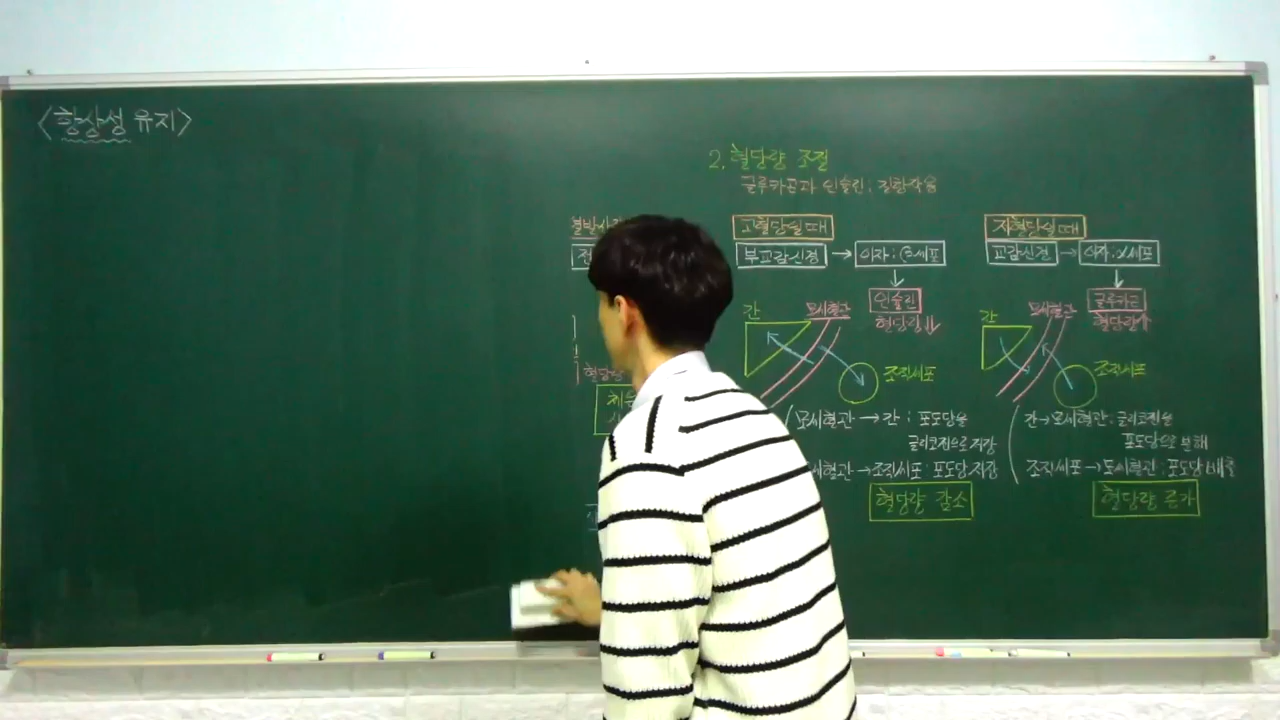 <항상성 유지>
2. 혈당량 조절
글루카곤과 인슐린: 길항작용
고혈당일 때
부교감신경 → 이자: β세포
인슐린
혈당량↓
간
모세혈관
조직세포
모세혈관 → 간 : 포도당을
글리코젠으로 저장
모세혈관 → 조직세포: 포도당 저장
혈당량 감소
저혈당일 때
교감신경 → 이자: α세포
글루카곤
혈당량↑
간
모세혈관
조직세포
간 → 모세혈관: 글리코젠을
포도당으로 분해
조직세포 → 모세혈관: 포도당 배출
혈당량 증가